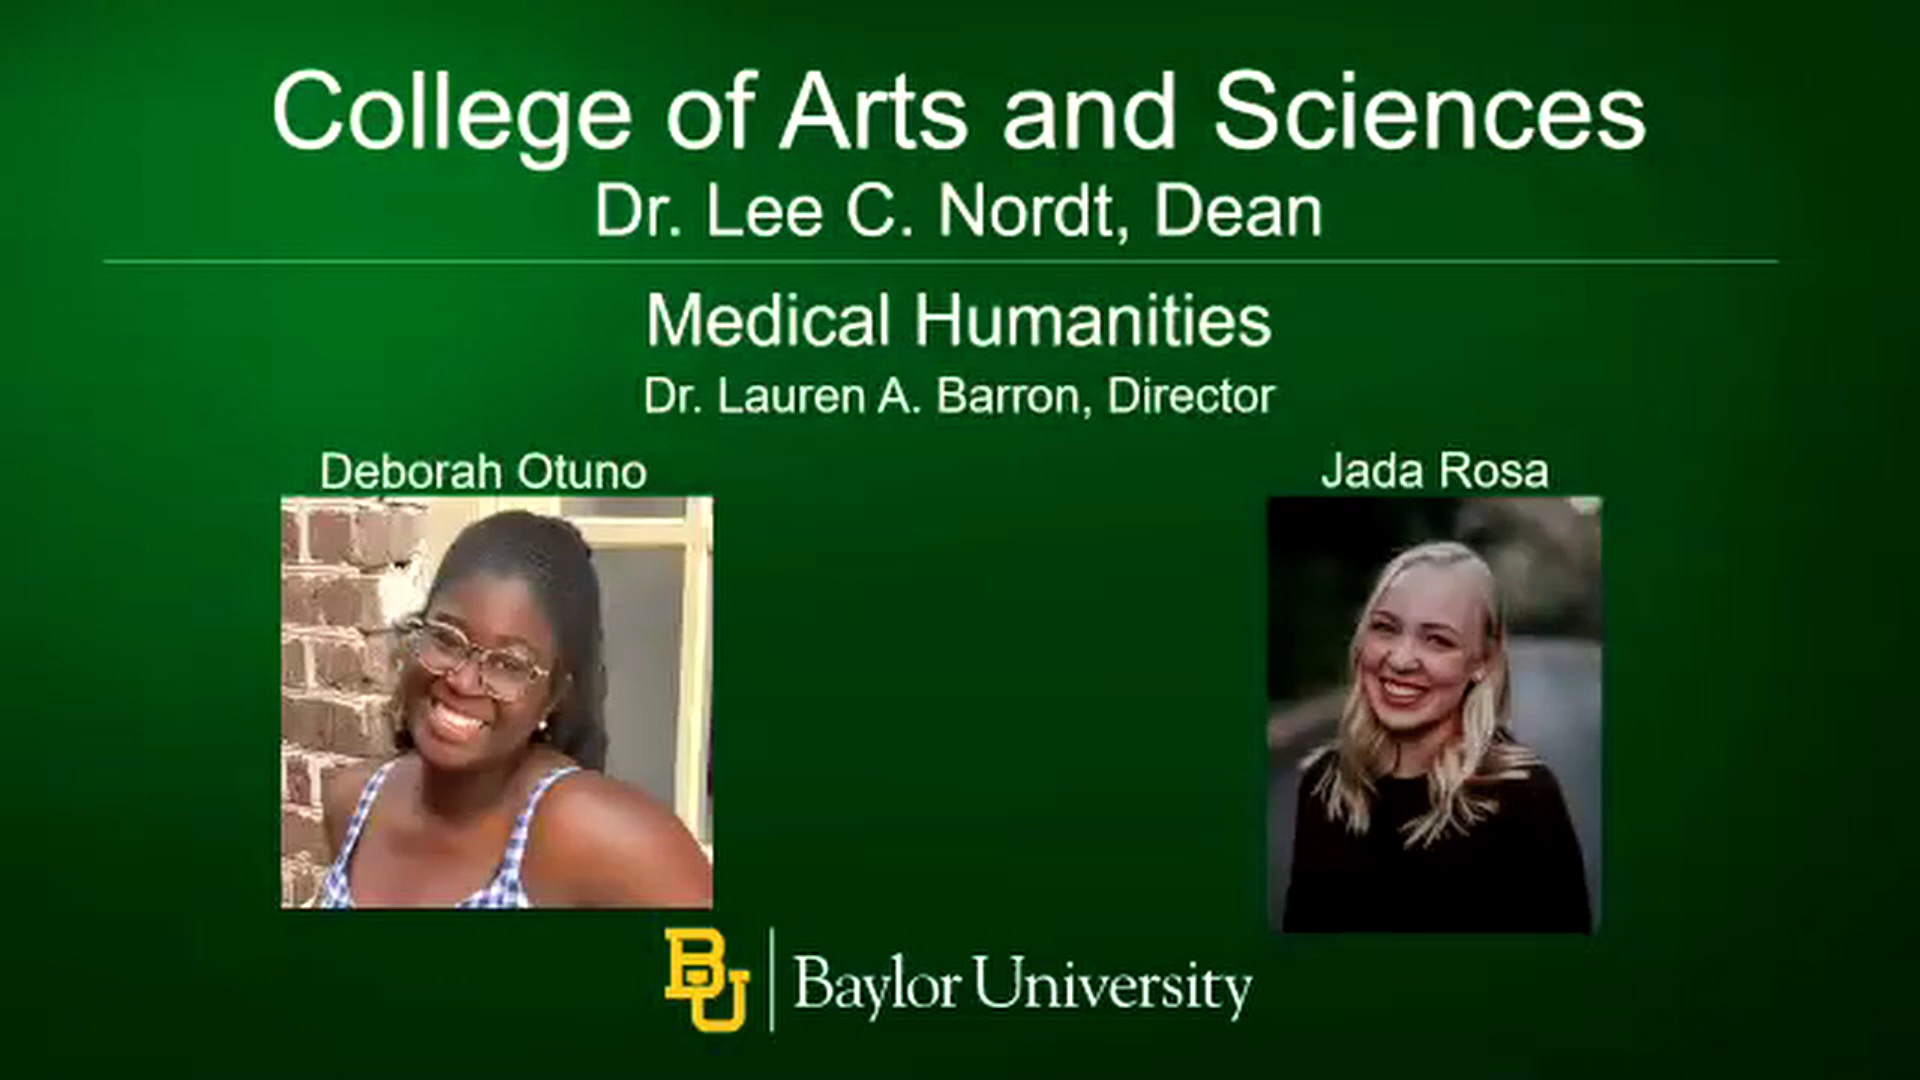 College of Arts and Sciences
Dr. Lee C. Nordt, Dean
Medical Humanities
Dr. Lauren A. Barron, Director
Deborah Otuno
Jada Rosa
BU
Baylor University